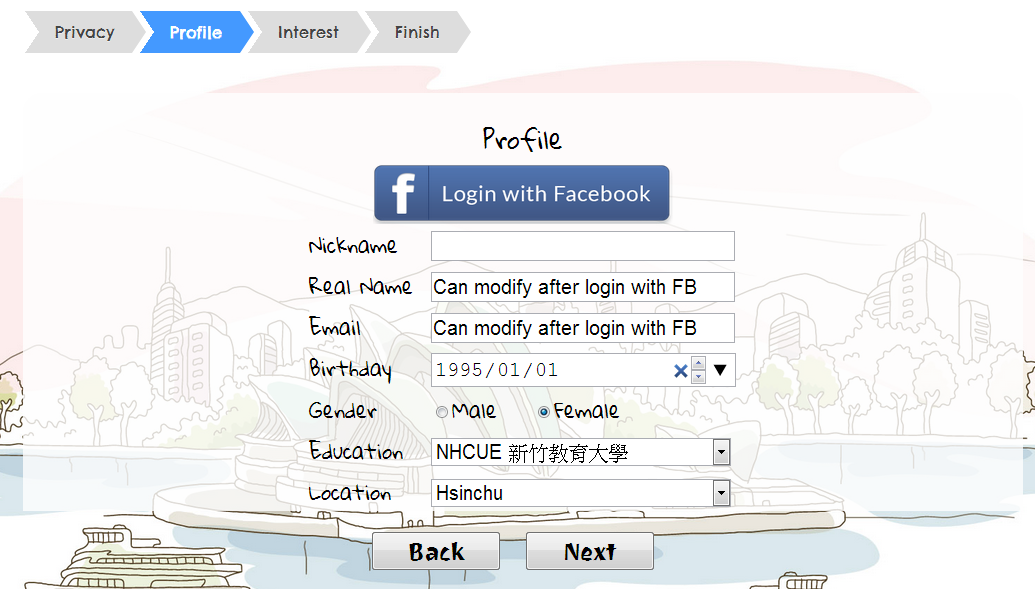 Privacy Profile Interest Finish
Profile
f Login with Facebook
Nickname
Real Name Can modify after login with FB
Email Can modify after login with FB
Birthday 1995/01/01
Gender Male Female
Education NHCUE 新竹教育大學
Location Hsinchu
Back Next